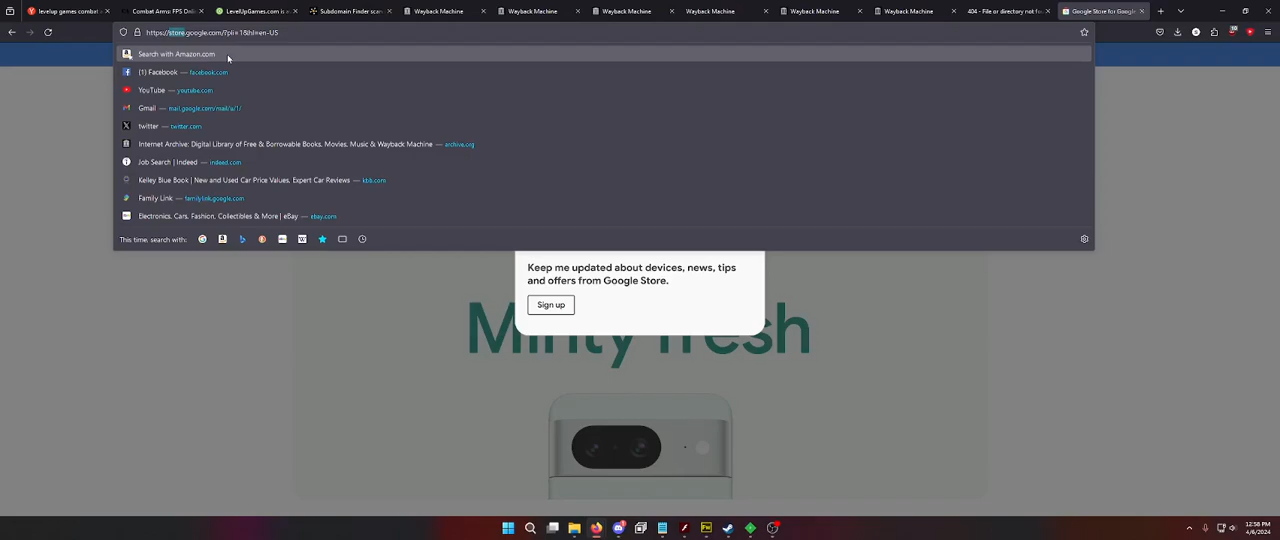 levelup games combat a
Combat Arms: FPS Onlin
LevelUpGames.com is a
Subdomain Finder scan
Wayback Machine
Wayback Machine
Wayback Machine
Wayback Machine
Wayback Machine
Wayback Machine
404 - File or directory not fo
Google Store for Google
https://store.google.com/?pli=1&hl=en-US
Search with Amazon.com
(1) Facebook — facebook.com
YouTube — youtube.com
Gmail — mail.google.com/mail/u/1/
twitter — twitter.com
Internet Archive: Digital Library of Free & Borrowable Books, Movies, Music & Wayback Machine — archive.org
Job Search | Indeed — indeed.com
Kelley Blue Book | New and Used Car Price Values, Expert Car Reviews — kbb.com
Family Link — familylink.google.com
Electronics, Cars, Fashion, Collectibles & More | eBay — ebay.com
This time, search with:
Keep me updated about devices, news, tips
and offers from Google Store.
Sign up
Minty fresh
12:58 PM
4/6/2024